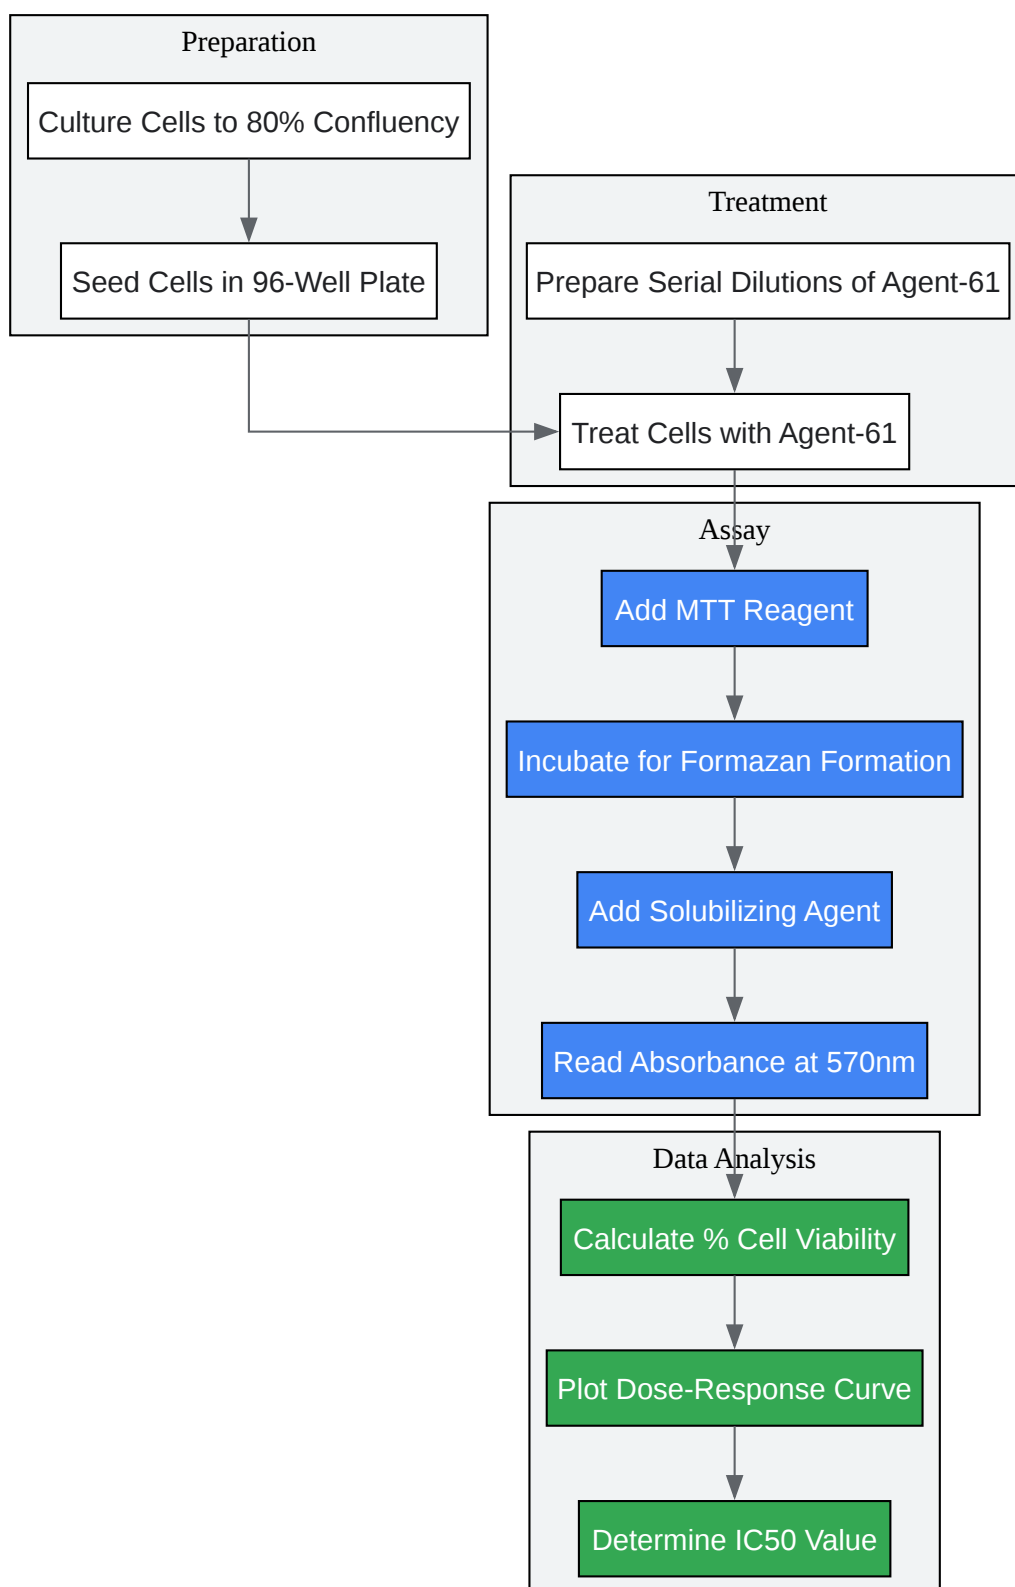 Preparation
Culture Cells to 80% Confluency
Seed Cells in 96-Well Plate
Treatment
Prepare Serial Dilutions of Agent-61
Treat Cells with Agent-61
Assay
Add MTT Reagent
Incubate for Formazan Formation
Add Solubilizing Agent
Read Absorbance at 570nm
Data Analysis
Calculate % Cell Viability
Plot Dose-Response Curve
Determine IC50 Value